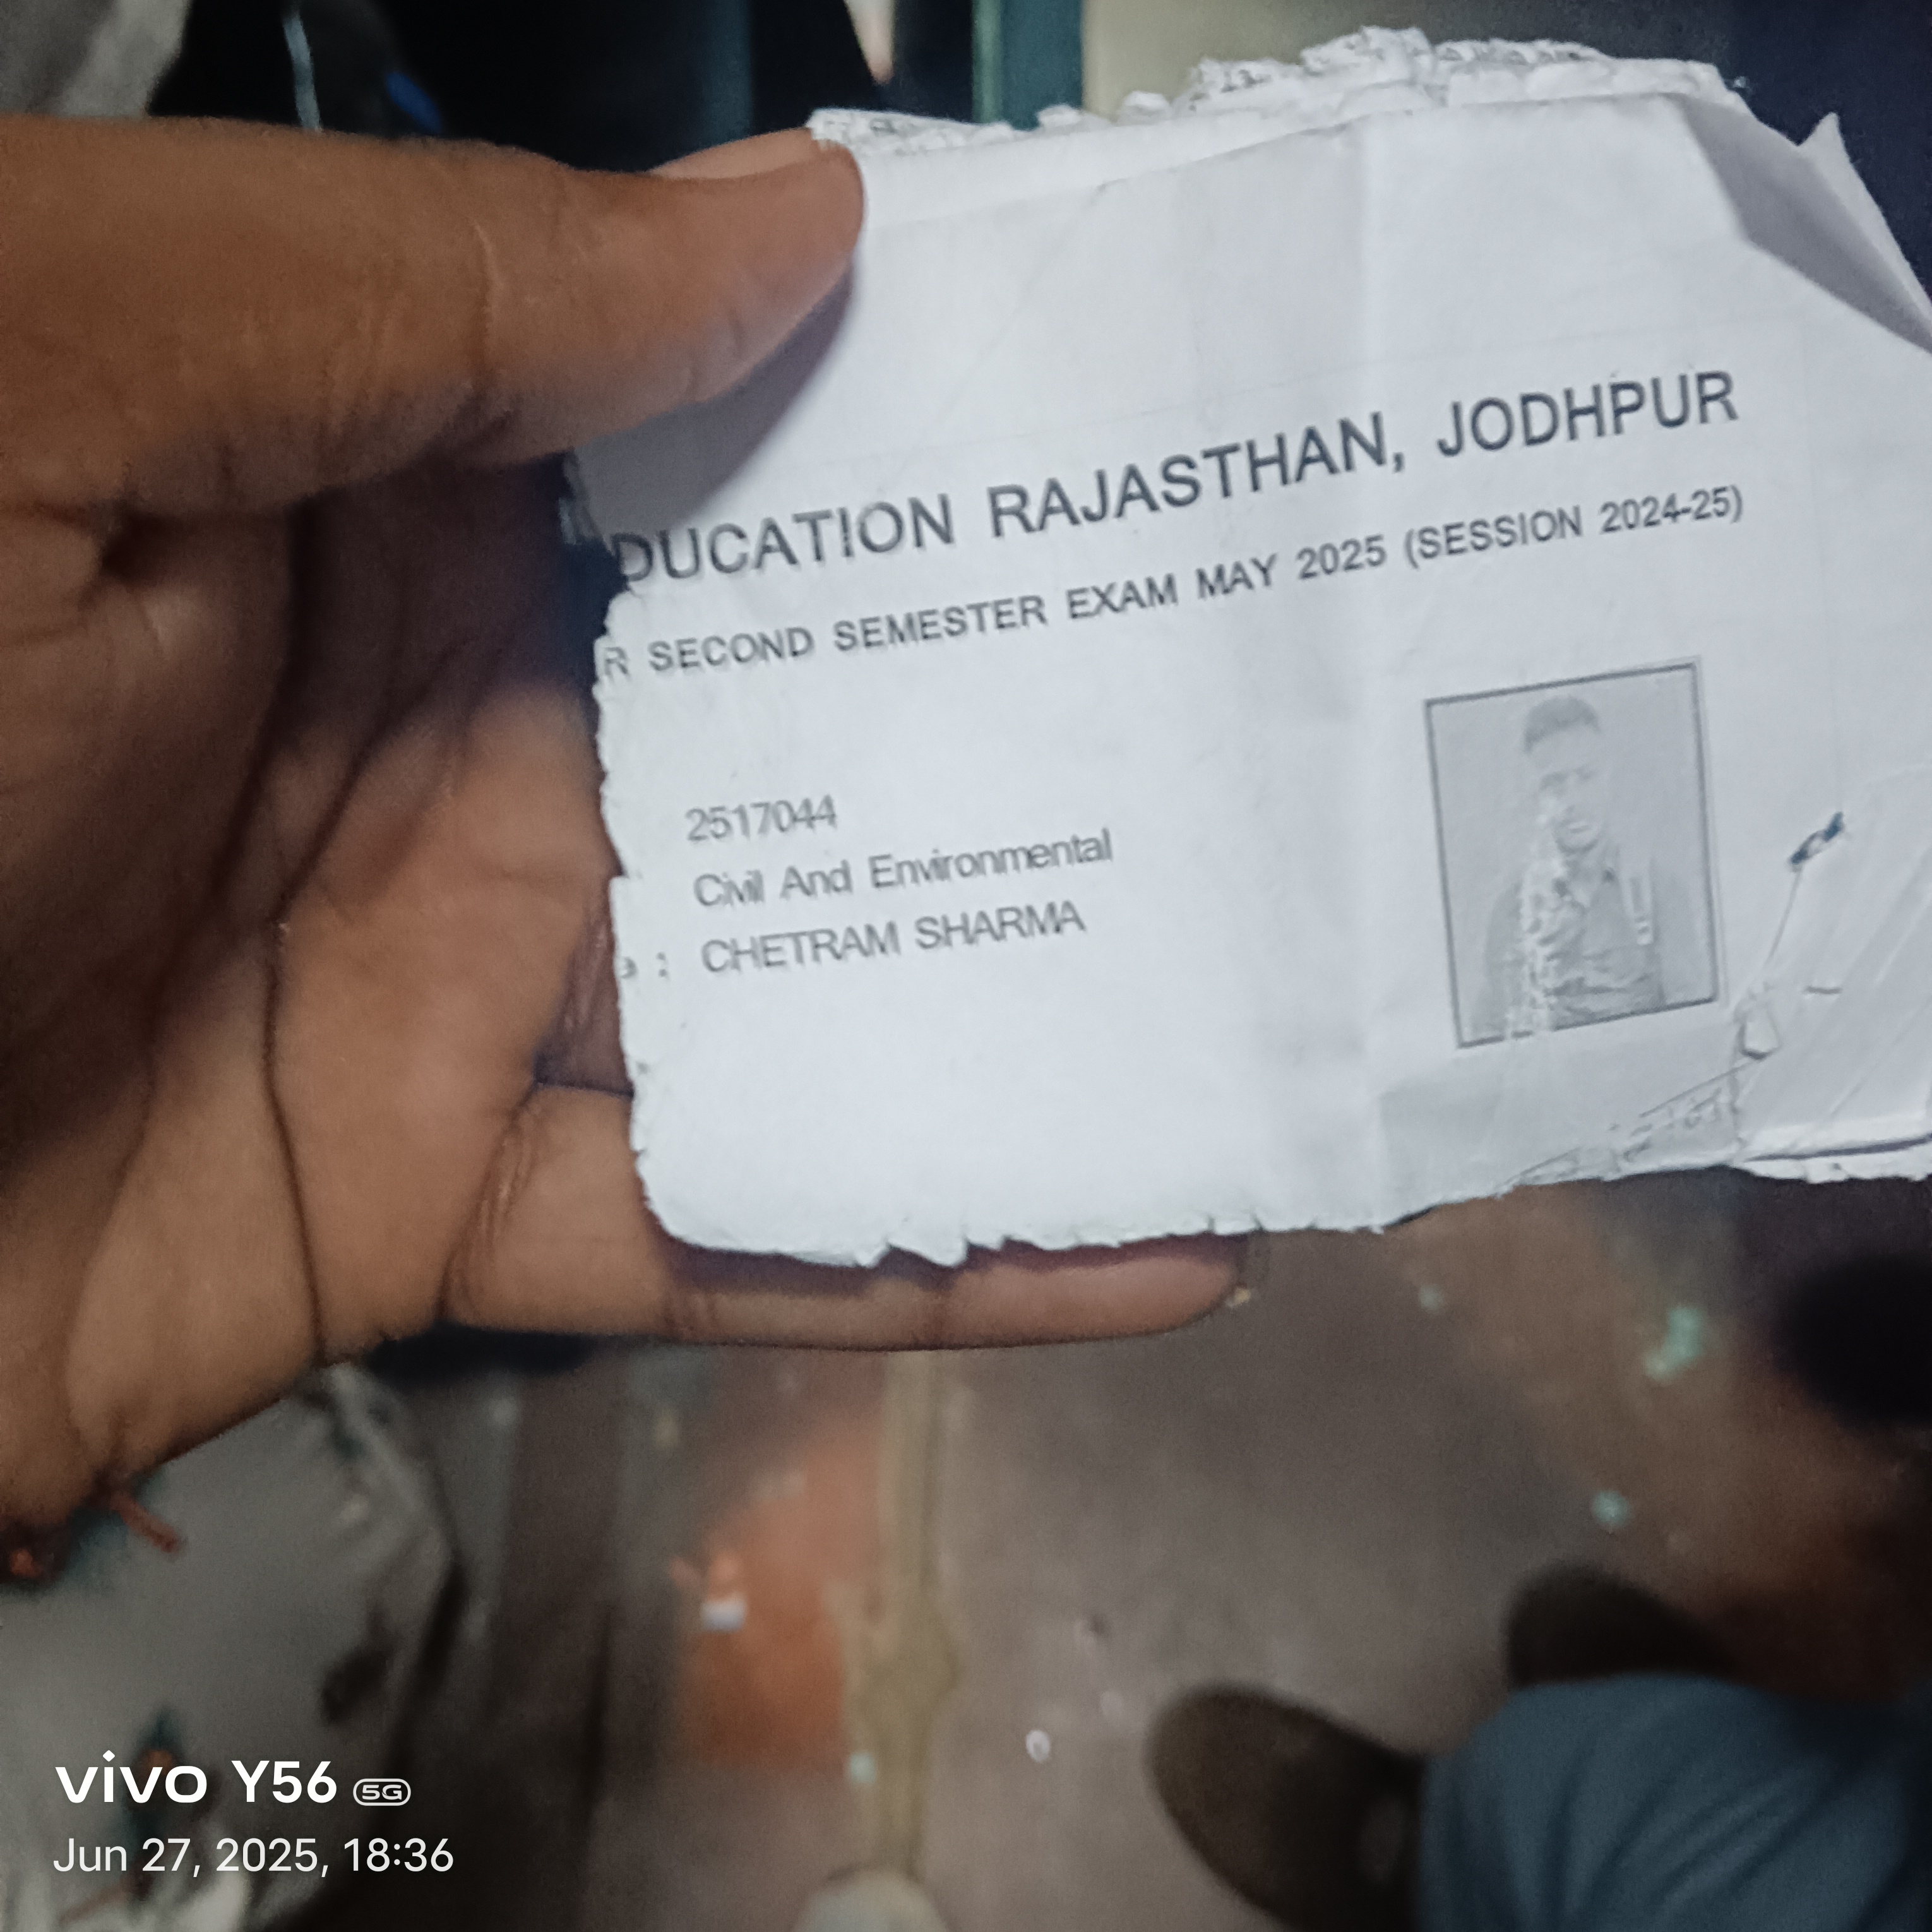 DUCATION RAJASTHAN, JODHPUR
R SECOND SEMESTER EXAM MAY 2025 (SESSION 2024-25)
2517044
Civil And Environmental
: CHETRAM SHARMA
vivo Y56 5G
Jun 27, 2025, 18:36